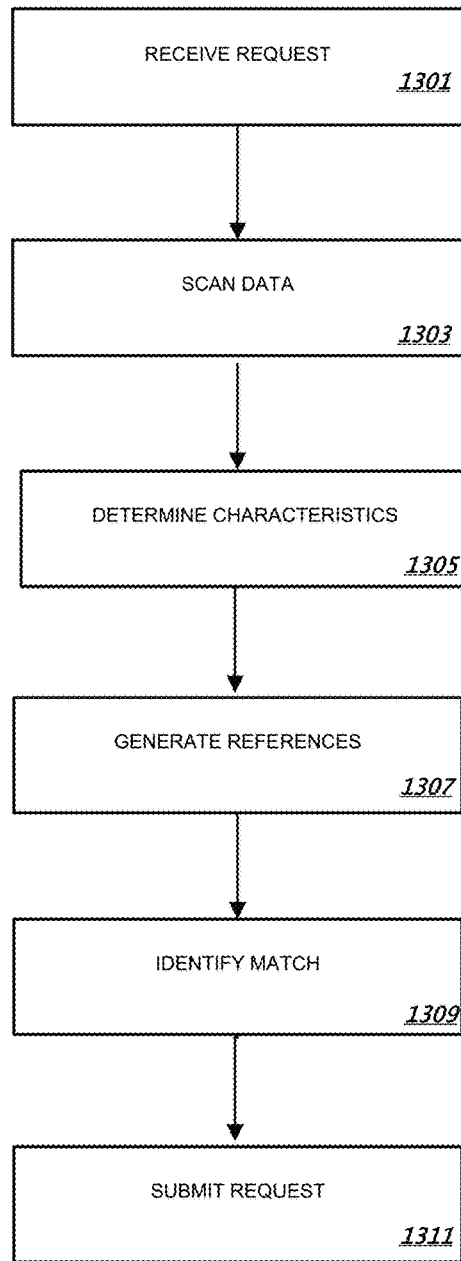 RECEIVE REQUEST
1301
SCAN DATA
1303
DETERMINE CHARACTERISTICS
1305
GENERATE REFERENCES
1307
IDENTIFY MATCH
1309
SUBMIT REQUEST
1311